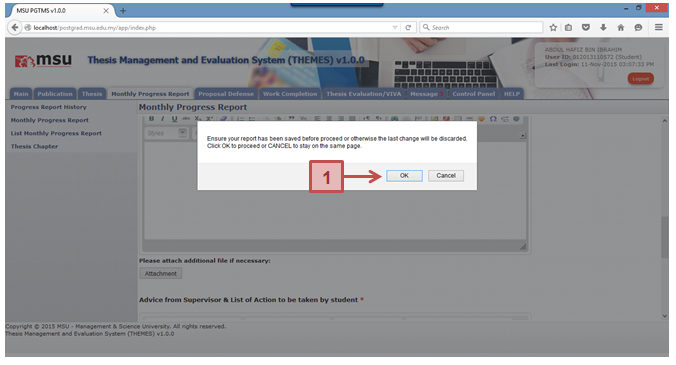 MSU PGTMS v1.0.0
localhost/postgred.msu.edu.my/app/index.php
Search
msu
Thesis Management and Evaluation System (THEMES) v1.0.0
ABDUL HAFIZ BIN IBRAHIM
User ID: 012013110572 (Student)
Last Login: 11-Nov-2015 03:07:33 PM
Logout
Main
Publication
Thesis
Monthly Progress Report
Proposal Defense
Work Completion
Thesis Evaluation/VIVA
Message
Control Panel
HELP
Progress Report History
Monthly Progress Report
List Monthly Progress Report
Thesis Chapter
Monthly Progress Report
B I U abc
Styles
Ensure your report has been saved before proceed or otherwise the last change will be discarded.
Click OK to proceed or CANCEL to stay on the same page.
1
OK
Cancel
Please attach additional file if necessary:
Attachment
Advice from Supervisor & List of Action to be taken by student *
Copyright © 2015 MSU - Management & Science University. All rights reserved.
Thesis Management and Evaluation System (THEMES) v1.0.0